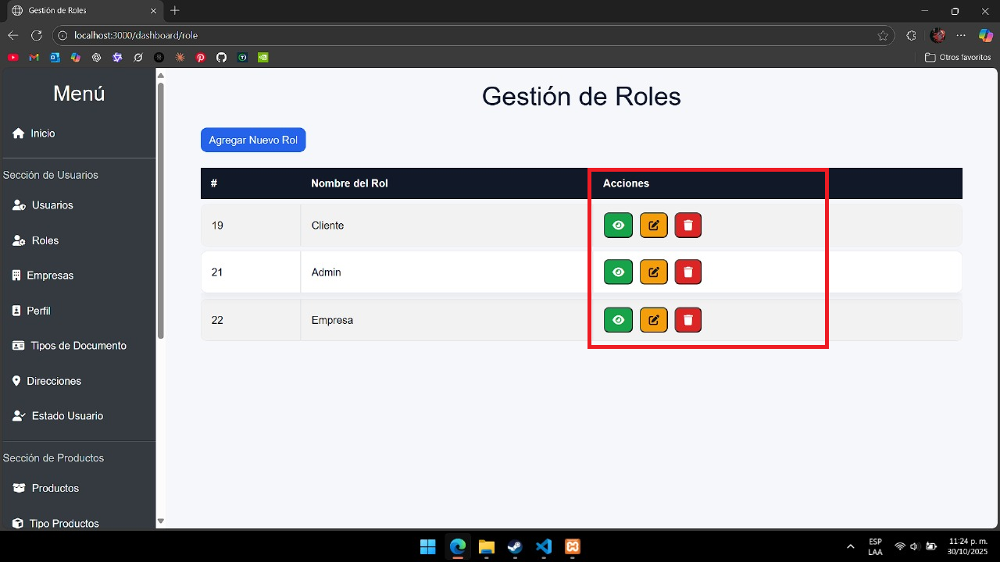 Gestión de Roles
localhost:3000/dashboard/role
Otros favoritos
Menú
Inicio
Sección de Usuarios
Usuarios
Roles
Empresas
Perfil
Tipos de Documento
Direcciones
Estado Usuario
Sección de Productos
Productos
Tipo Productos
Gestión de Roles
Agregar Nuevo Rol
# Nombre del Rol Acciones
19 Cliente
21 Admin
22 Empresa
ESP
LAA
11:24 p. m.
30/10/2025